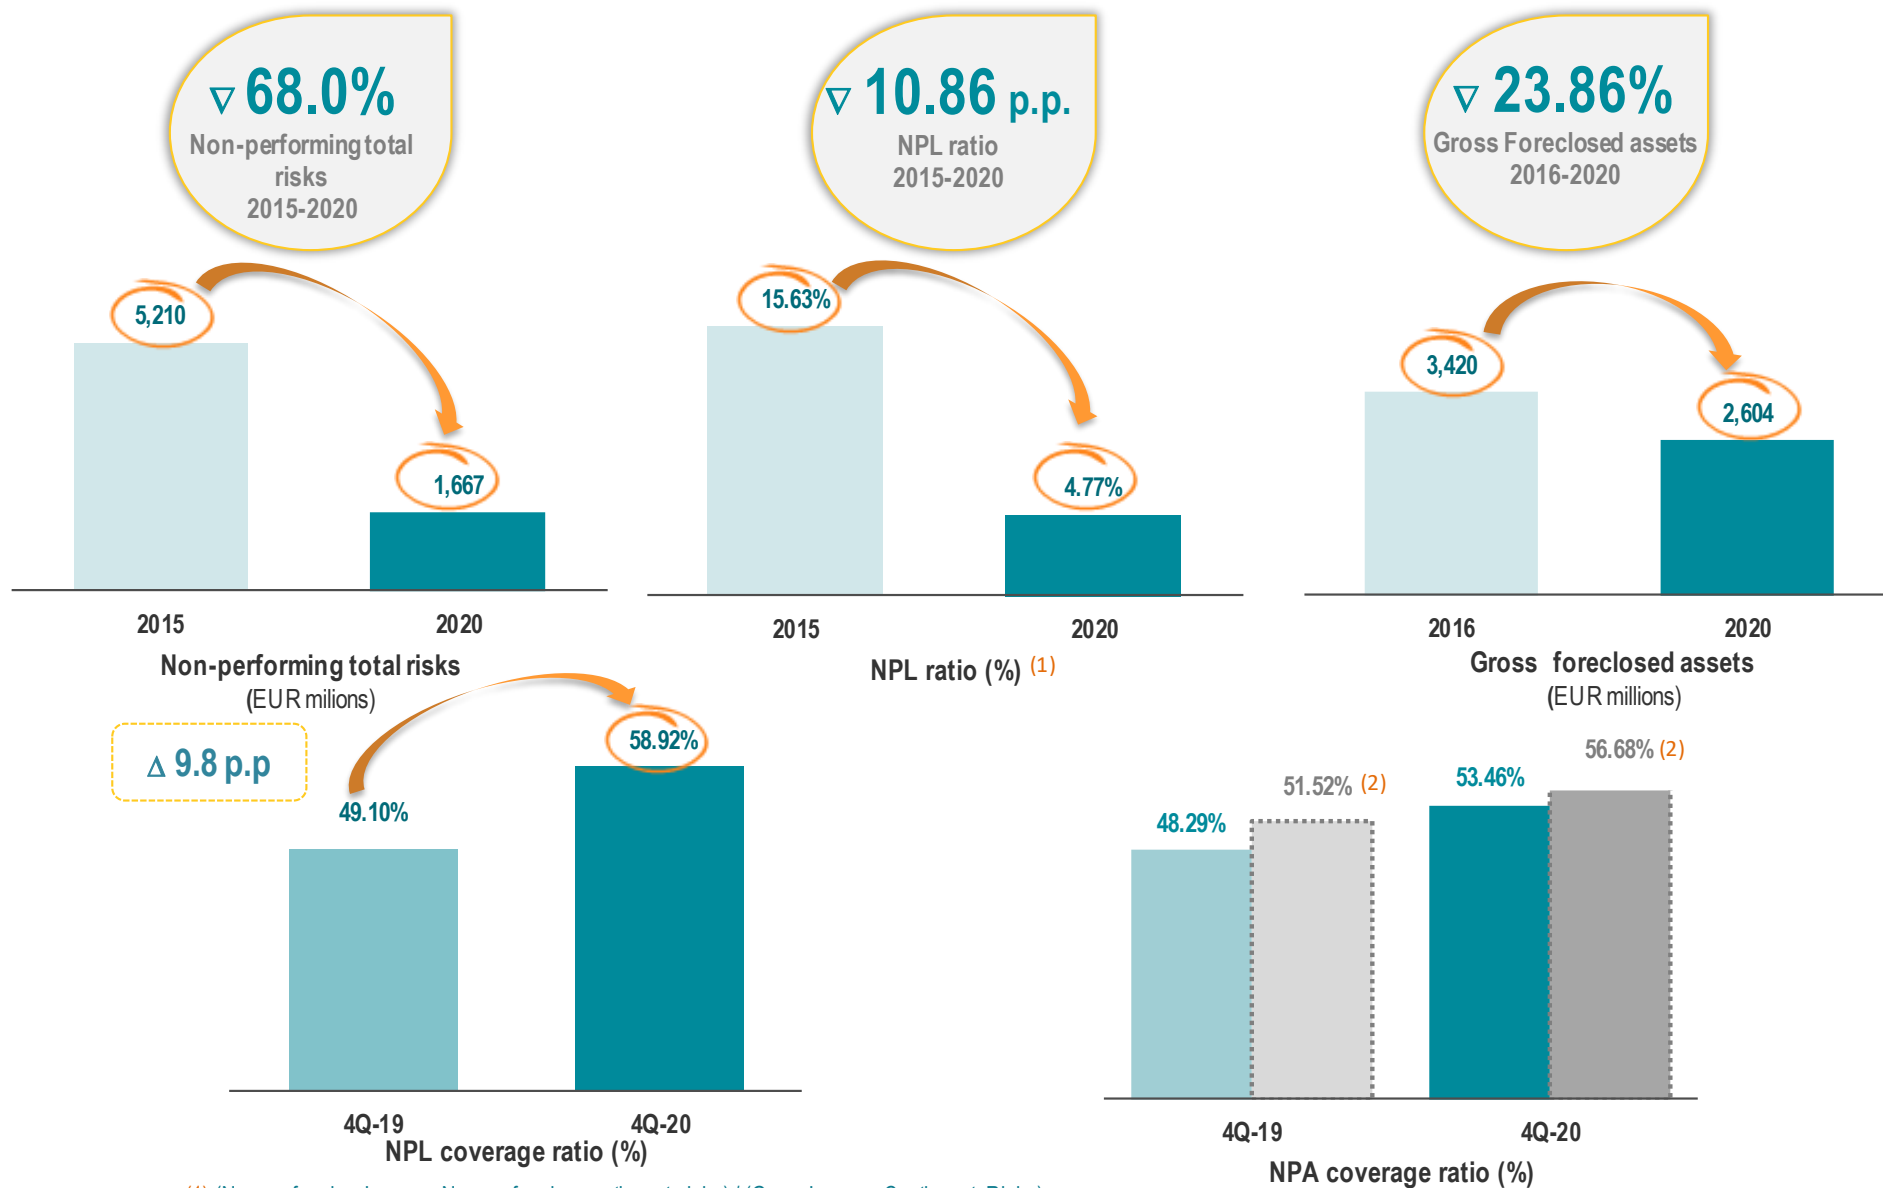 ▽ 68.0%
Non-performing total
risks
2015-2020
▽ 10.86 p.p.
NPL ratio
2015-2020
▽ 23.86%
Gross Foreclosed assets
2016-2020
5,210
1,667
2015
2020
Non-performing total risks
(EUR milions)
15.63%
4.77%
2015
2020
NPL ratio (%) (1)
3,420
2,604
2016
2020
Gross foreclosed assets
(EUR millions)
Δ 9.8 p.p
49.10%
58.92%
4Q-19
4Q-20
NPL coverage ratio (%)
48.29%
51.52% (2)
53.46%
56.68% (2)
4Q-19
4Q-20
NPA coverage ratio (%)